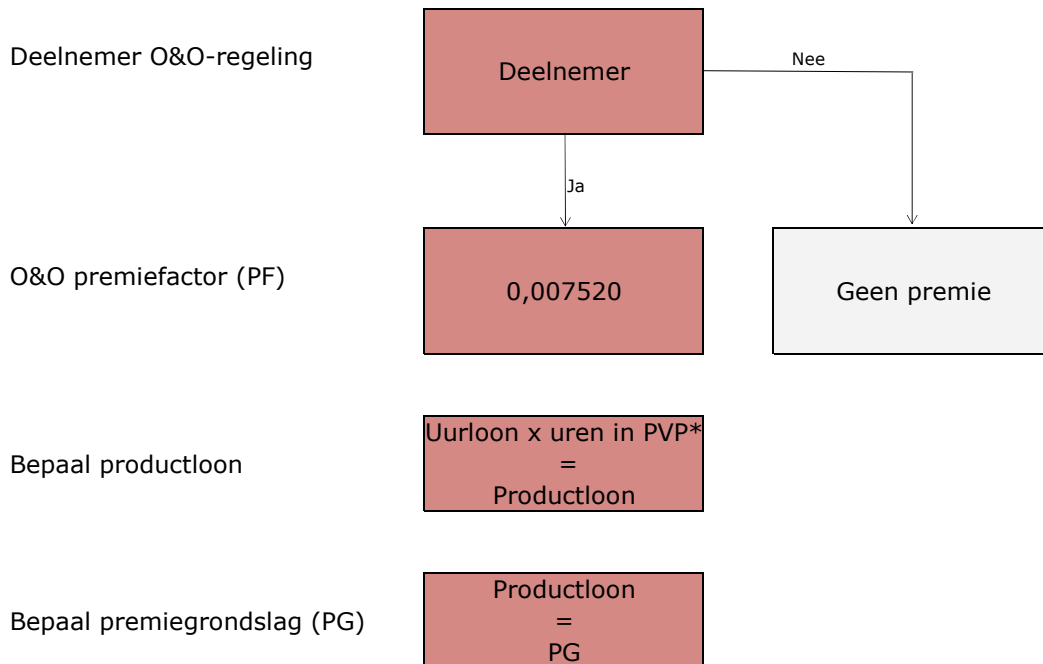 Deelnemer O&O-regeling
Deelnemer
Nee
Ja
O&O premiefactor (PF)
0,007520
Geen premie
Bepaal productloon
Uurloon x uren in PVP*
=
Productloon
Bepaal premiegrondslag (PG)
Productloon
=
PG